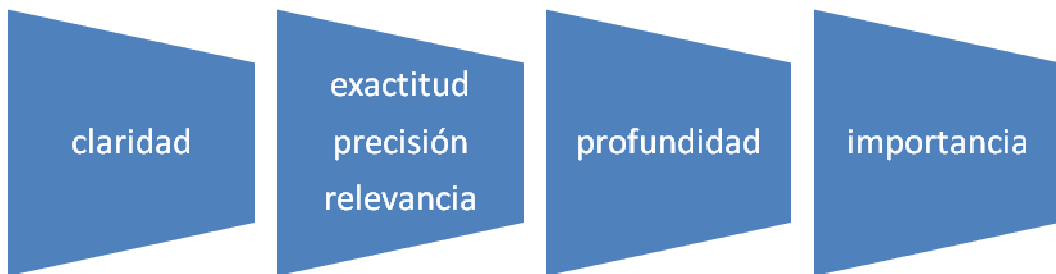 claridad
exactitud
precisión
relevancia
profundidad
importancia